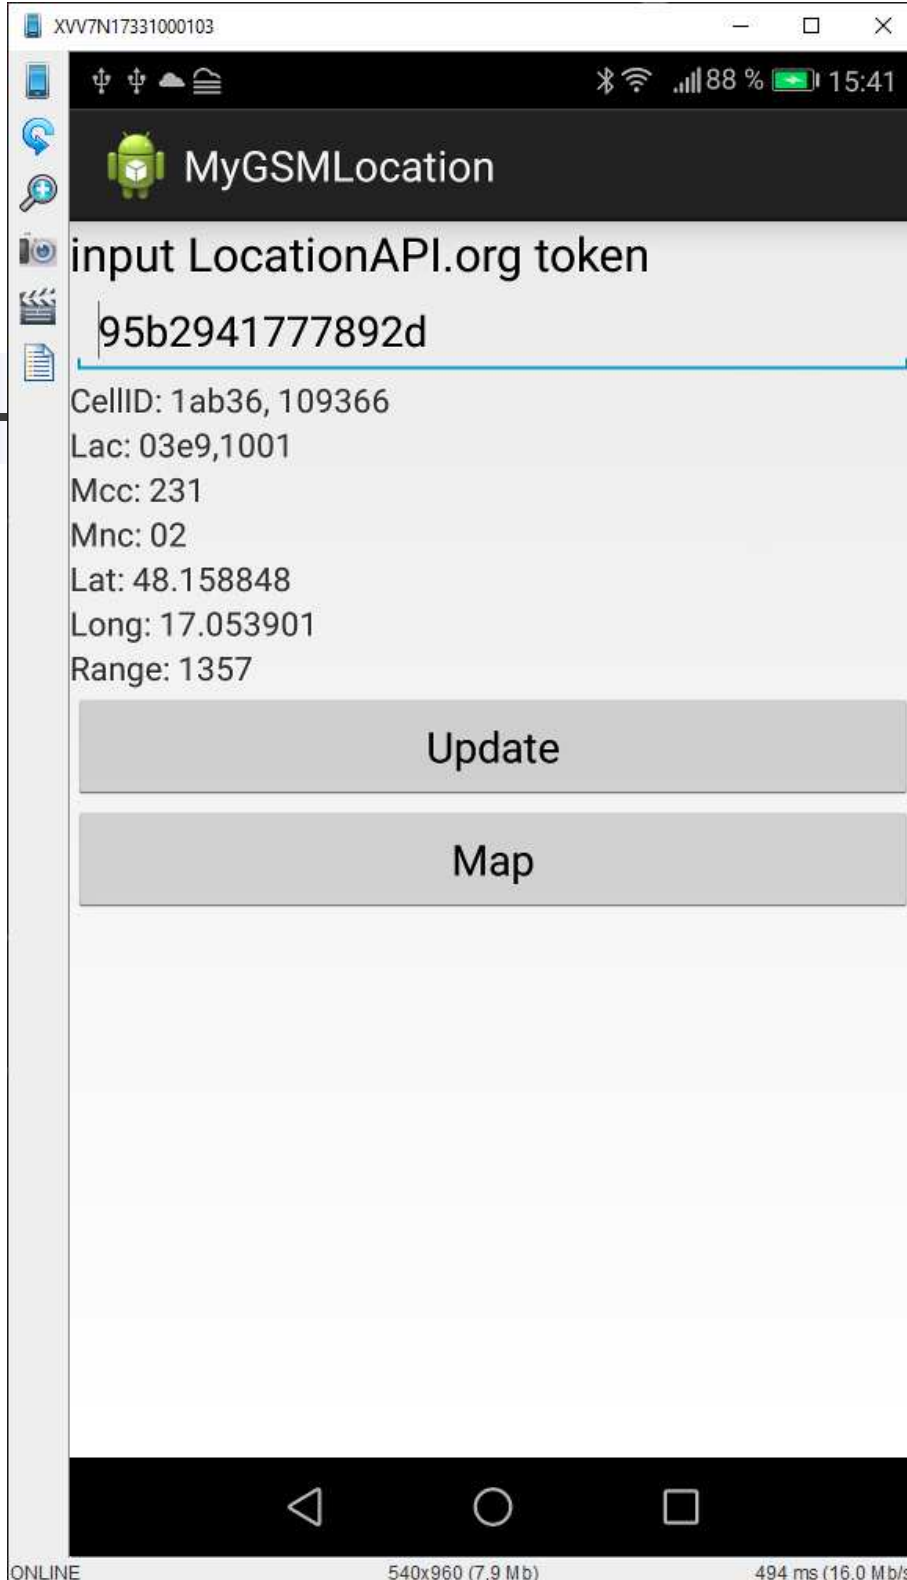 XVV7N17331000103
88 % 15:41
MyGSMLocation
input LocationAPI.org token
95b2941777892d
CellID: 1ab36, 109366
Lac: 03e9,1001
Mcc: 231
Mnc: 02
Lat: 48.158848
Long: 17.053901
Range: 1357
Update
Map
ONLINE 540x960 (7.9 Mb) 494 ms (16.0 Mb/s